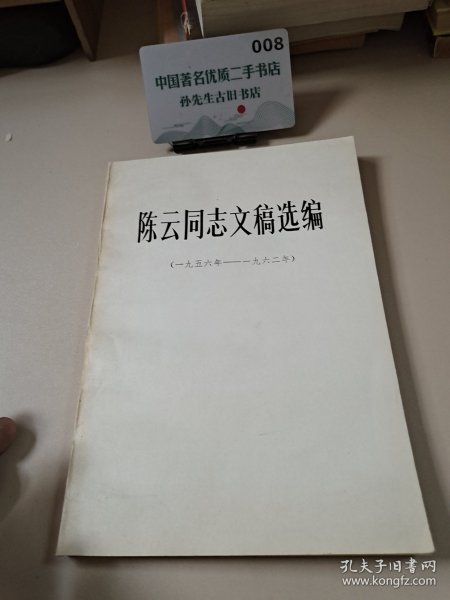 008
中国著名优质二手书店
孙先生古旧书店
陈云同志文稿选编
(一九五六年——一九六二年)
孔夫子旧书网
www.kongfz.com